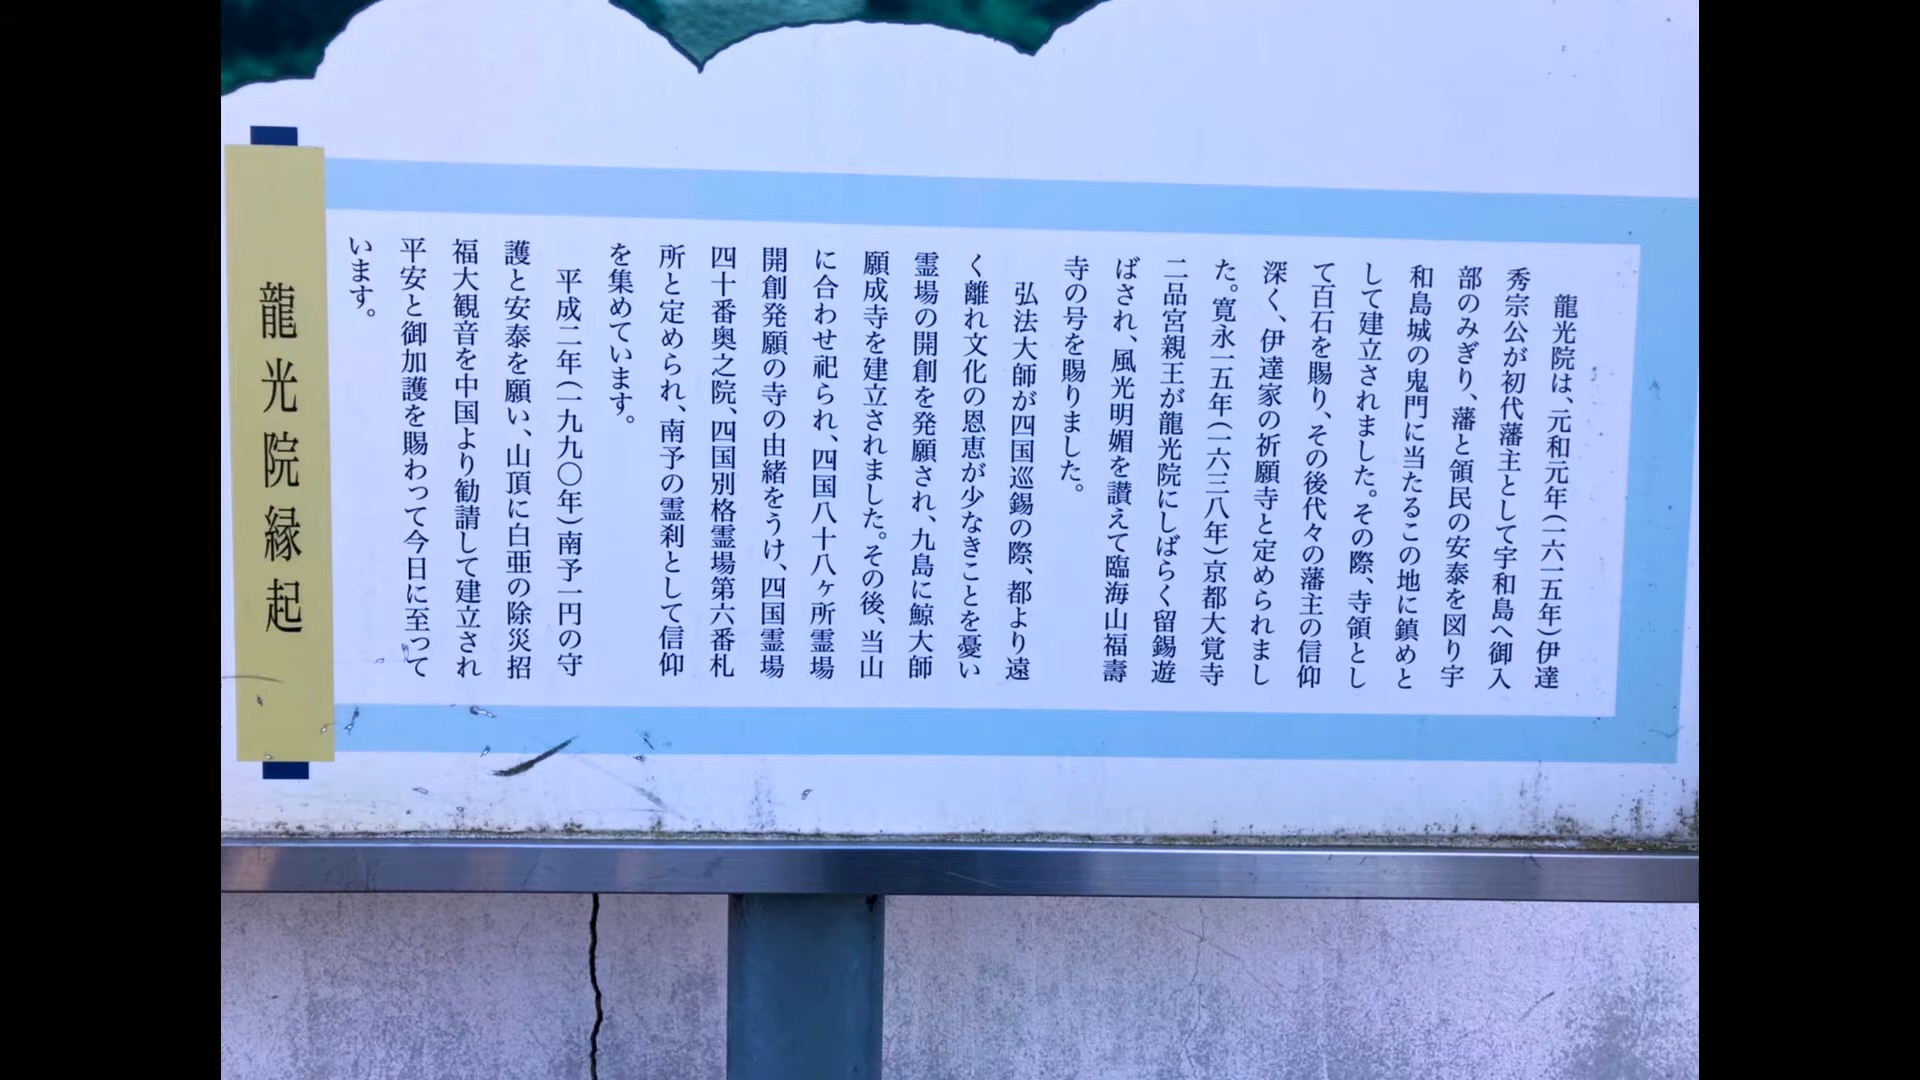 龍光院縁起
龍光院は、元和元年(一六一五年)伊達
秀宗公が初代藩主として宇和島へ御入
部のみぎり、藩と領民の安泰を図り宇
和島城の鬼門に当たるこの地に鎮めと
して建立されました。その際、寺領とし
て百石を賜り、その後代々の藩主の信仰
深く、伊達家の祈願寺と定められまし
た。寛永一五年(一六三八年)京都大覚寺
二品宮親王が龍光院にしばらく留錫遊
ばされ、風光明媚を讃えて臨海山福壽
寺の号を賜りました。
弘法大師が四国巡錫の際、都より遠
く離れ文化の恩恵が少なきことを憂い
霊場の開創を発願され、九島に鯨大師
願成寺を建立されました。その後、当山
に合わせ祀られ、四国八十八ヶ所霊場
開創発願の寺の由緒をうけ、四国霊場
四十番奥之院、四国別格霊場第六番札
所と定められ、南予の霊刹として信仰
を集めています。
平成二年(一九九〇年)南予一円の守
護と安泰を願い、山頂に白亜の除災招
福大観音を中国より勧請して建立され
平安と御加護を賜わって今日に至って
います。